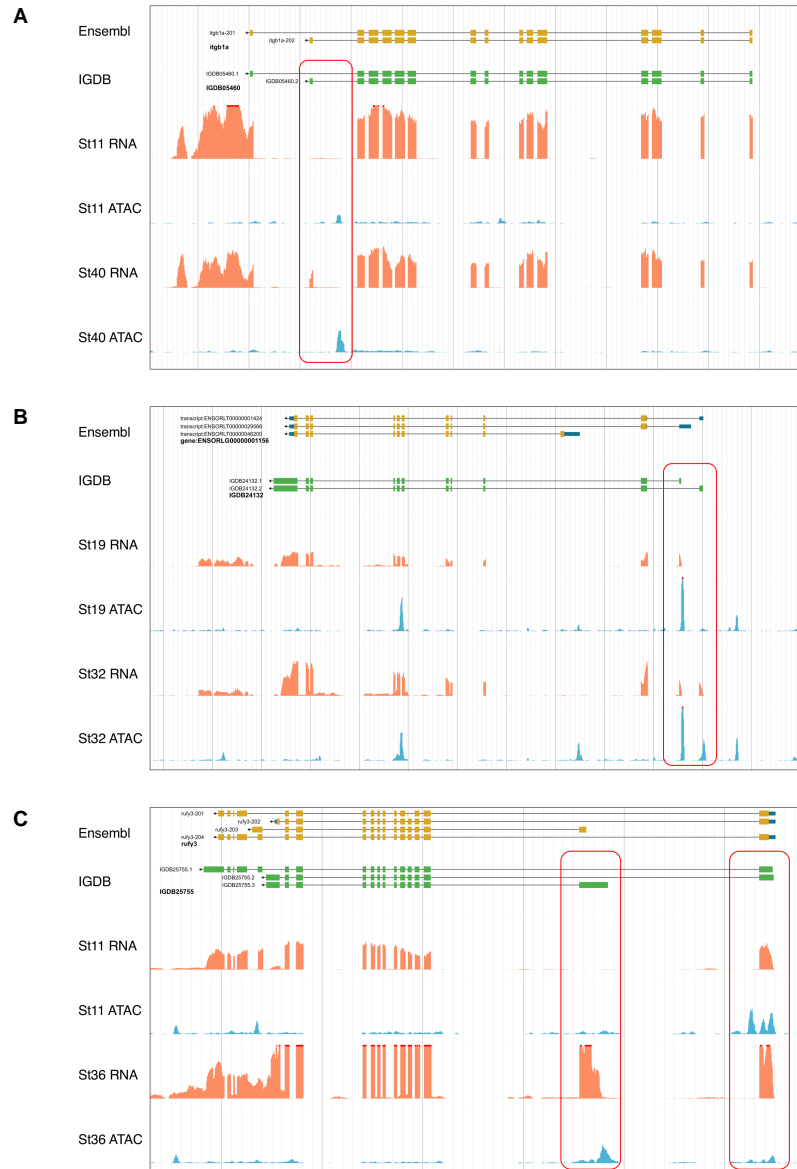 A
Ensembl
itgb1a-201
itgb1a-202
itgb1a
IGDB
IGDB05460.1
IGDB05460.2
IGDB05460
St11 RNA
St11 ATAC
St40 RNA
St40 ATAC
B
Ensembl
transcript:ENSORLT00000001424
transcript:ENSORLT00000029566
transcript:ENSORLT00000046200
gene:ENSORLG00000001156
IGDB
IGDB24132.1
IGDB24132.2
IGDB24132
St19 RNA
St19 ATAC
St32 RNA
St32 ATAC
C
Ensembl
rufy3-201
rufy3-202
rufy3-203
rufy3-204
rufy3
IGDB
IGDB25755.1
IGDB25755.2
IGDB25755.3
IGDB25755
St11 RNA
St11 ATAC
St36 RNA
St36 ATAC